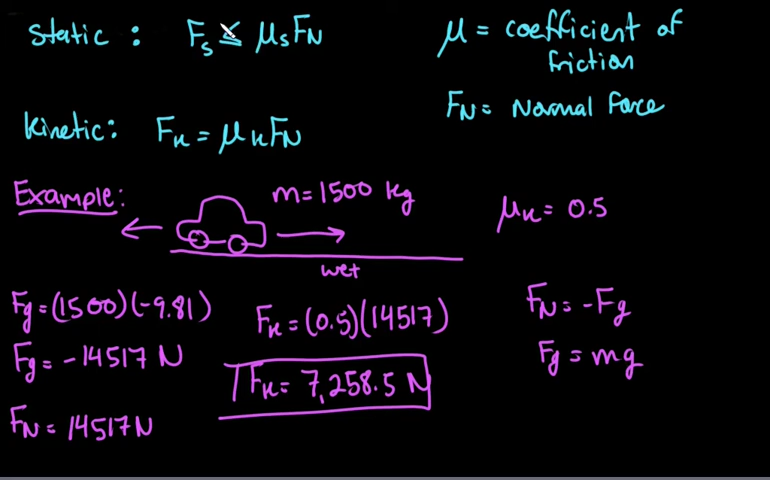 Static : Fs ≤ μsFN
μ = coefficient of
friction
FN = Normal Force
Kinetic: Fk = μkFN
Example:
m = 1500 kg
μk = 0.5
wet
Fg = (1500)(-9.81)
Fg = -14517 N
FN = 14517 N
Fk = (0.5)(14517)
Fk = 7,258.5 N
FN = -Fg
Fg = mg